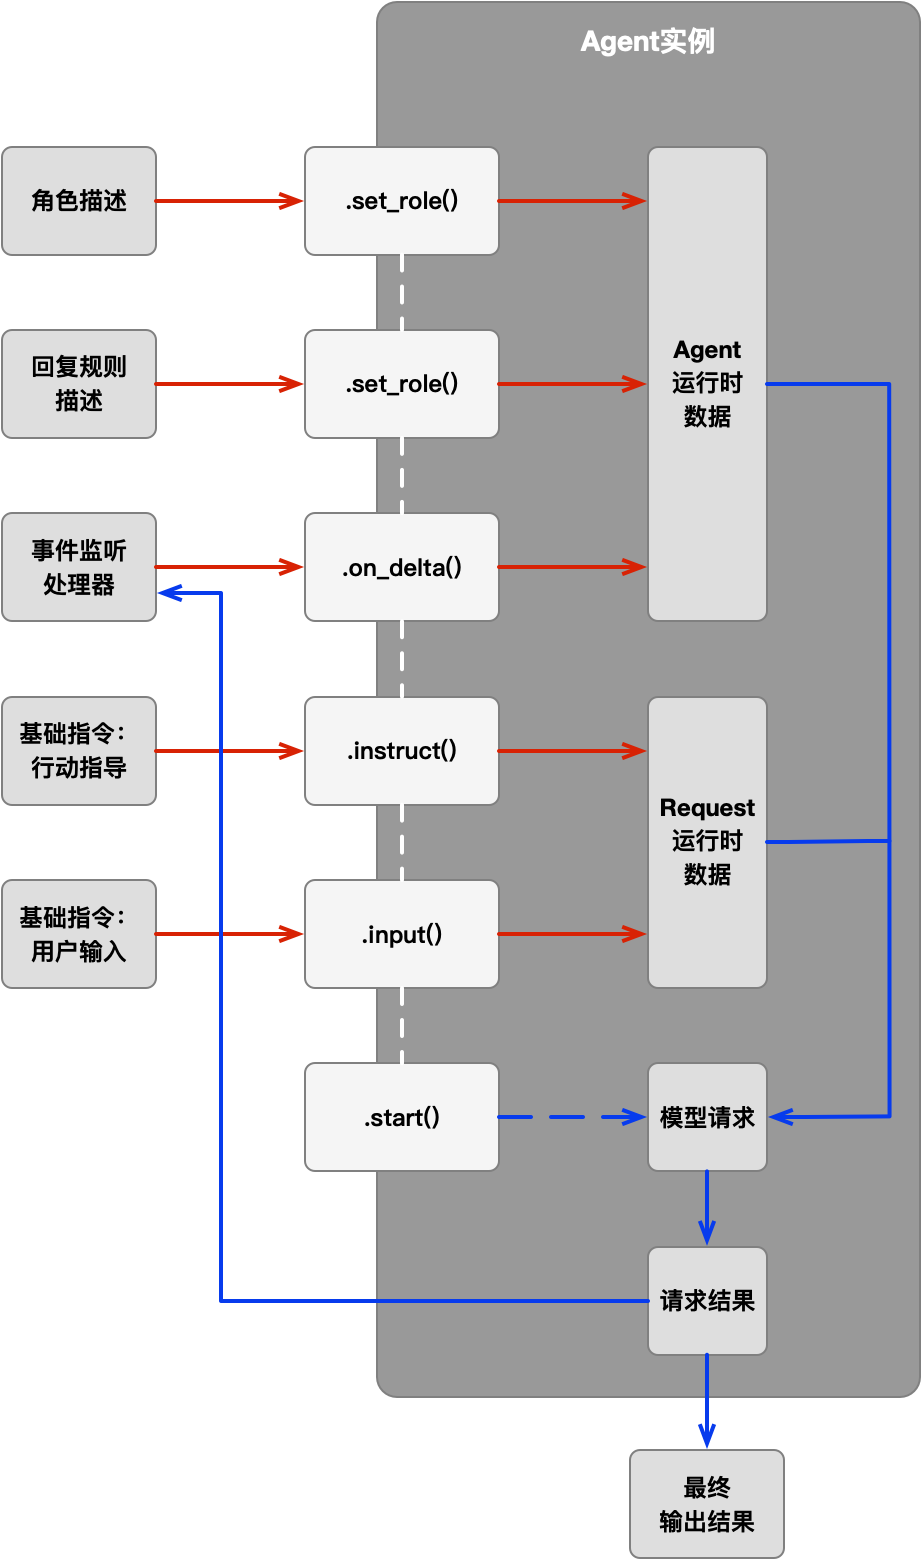 Agent实例
角色描述
.set_role()
回复规则
描述
.set_role()
Agent
运行时
数据
事件监听
处理器
.on_delta()
基础指令：
行动指导
.instruct()
Request
运行时
数据
基础指令：
用户输入
.input()
.start()
模型请求
请求结果
最终
输出结果